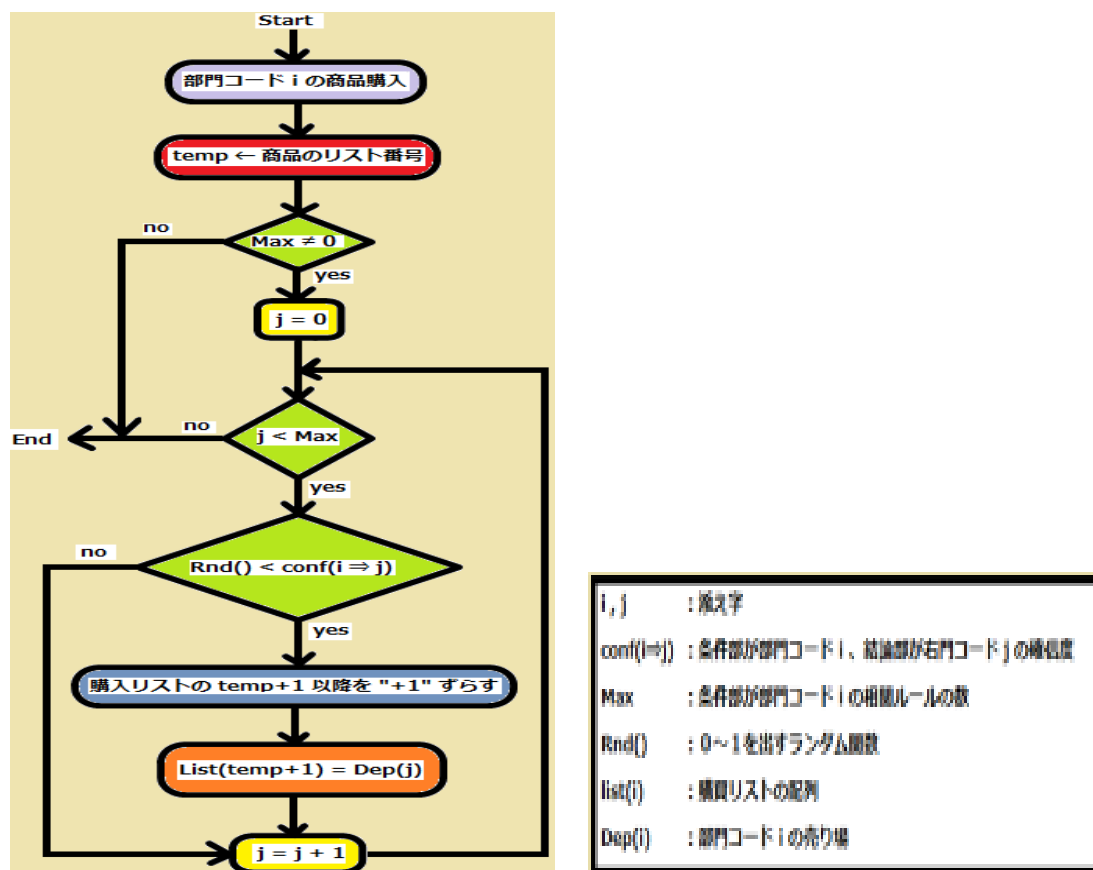 Start
部門コード i の商品購入
temp ← 商品のリスト番号
Max ≠ 0
no
yes
j = 0
j < Max
no
End
yes
Rnd() < conf(i ⇒ j)
no
yes
購入リストの temp+1 以降を "+1" ずらす
List(temp+1) = Dep(j)
j = j + 1
i , j : 添え字
conf(i⇒j) : 条件部が部門コード i 、結論部が右門コード j の確信度
Max : 条件部が部門コード i の相関ルールの数
Rnd() : 0～1を出すランダム関数
list(i) : 購買リストの配列
Dep(i) : 部門コード i の売り場